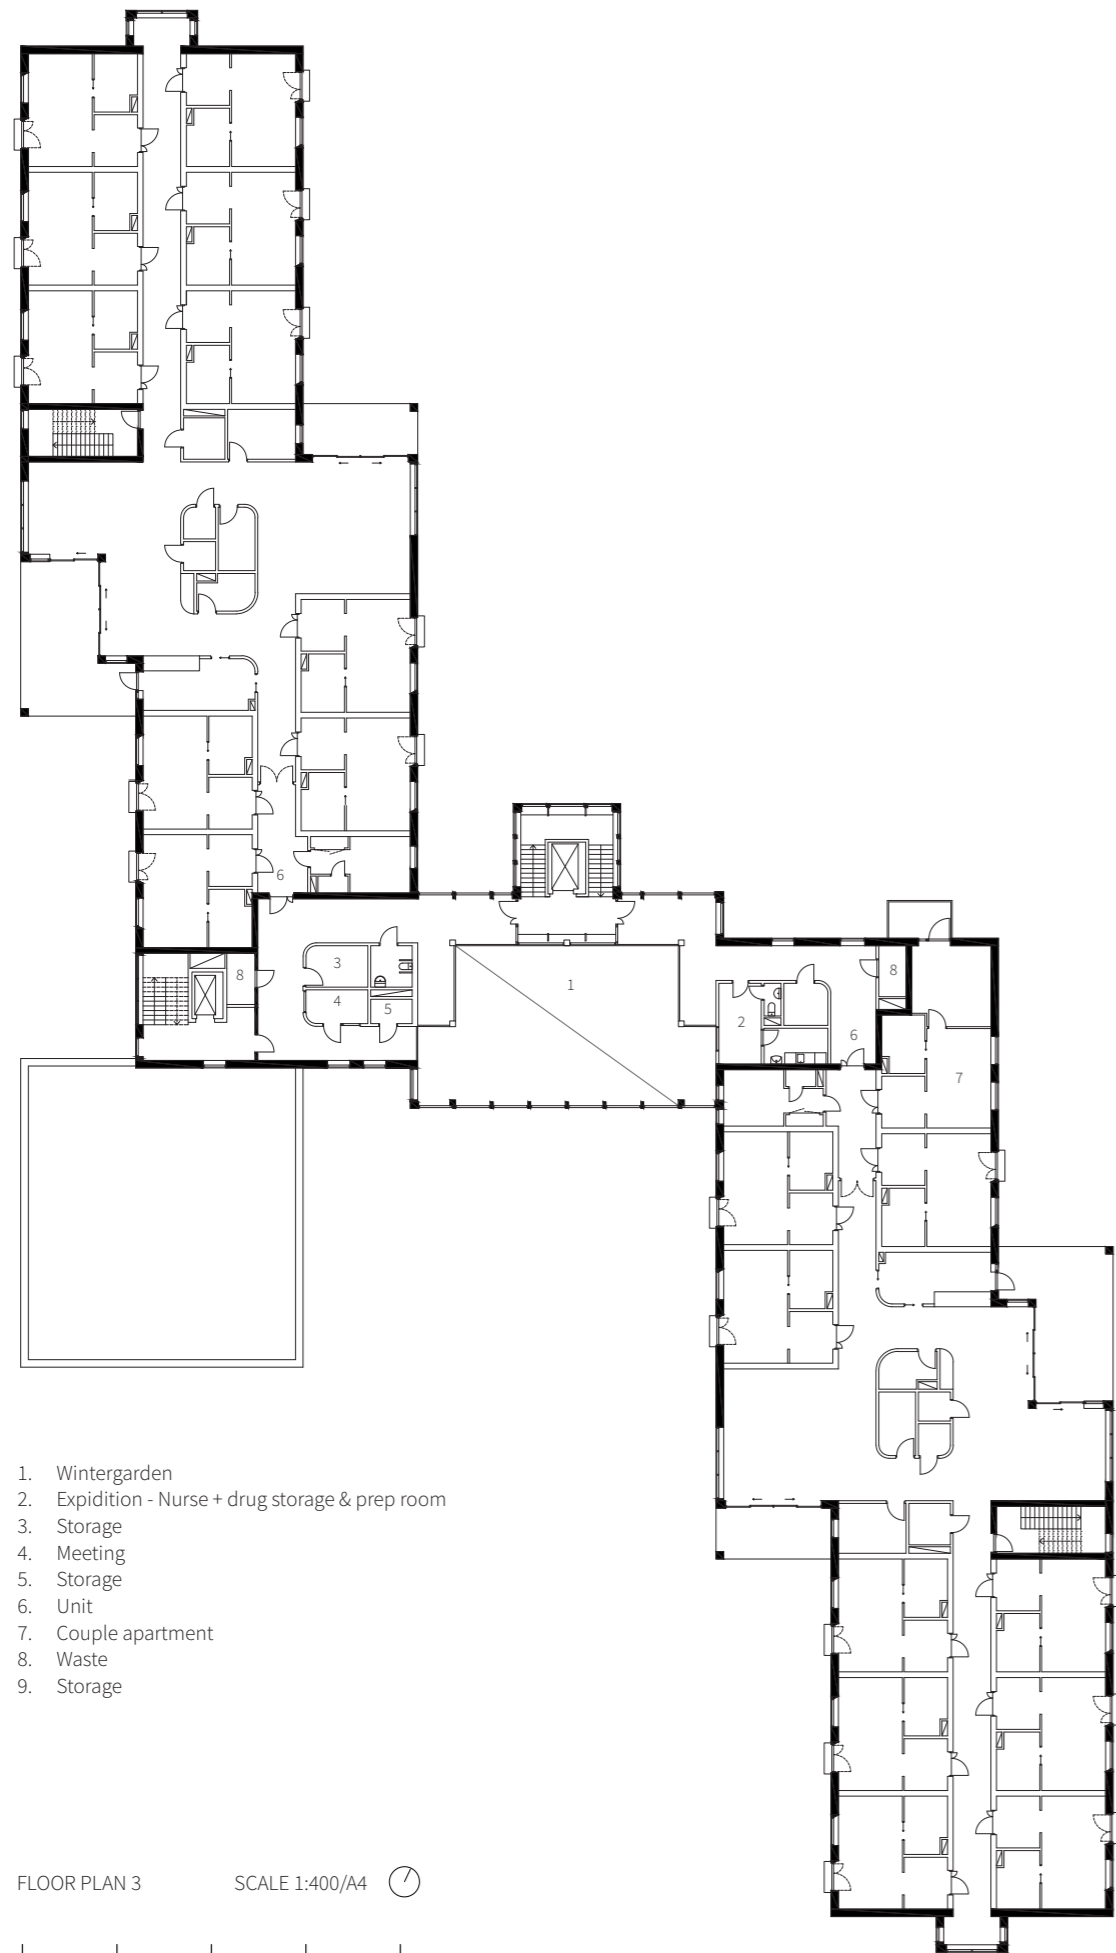 6
3
8
4
5
1
2
8
6
7
1. Wintergarden
2. Expidition - Nurse + drug storage & prep room
3. Storage
4. Meeting
5. Storage
6. Unit
7. Couple apartment
8. Waste
9. Storage
FLOOR PLAN 3 SCALE 1:400/A4